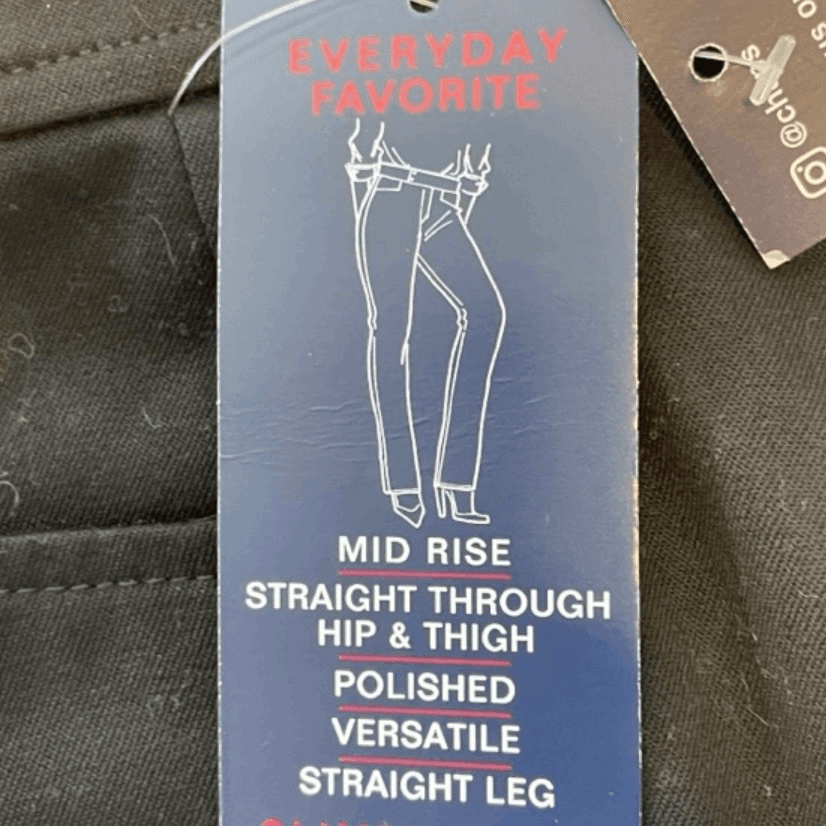 EVERYDAY
FAVORITE
MID RISE
STRAIGHT THROUGH
HIP & THIGH
POLISHED
VERSATILE
STRAIGHT LEG